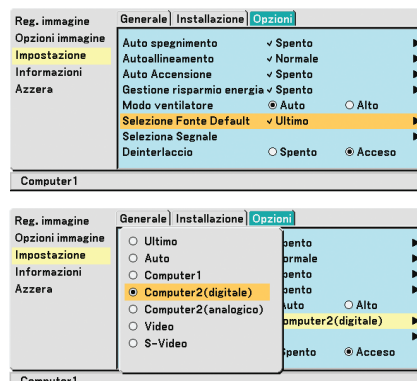 Reg. immagine
Opzioni immagine
Impostazione
Informazioni
Azzera
Generale Installazione Opzioni
Auto spegnimento ✓ Spento
Autoallineamento ✓ Normale
Auto Accensione ✓ Spento
Gestione risparmio energia ✓ Spento
Modo ventilatore Auto Alto
Selezione Fonte Default ✓ Ultimo
Seleziona Segnale
Deinterlaccio Spento Acceso
Computer1
Reg. immagine
Opzioni immagine
Impostazione
Informazioni
Azzera
Generale Installazione Opzioni
Ultimo
Auto
Computer1
Computer2(digitale)
Computer2(analogico)
Video
S-Video
pento
ormale
pento
pento
uto Alto
omputer2(digitale)
pento Acceso
Computer1